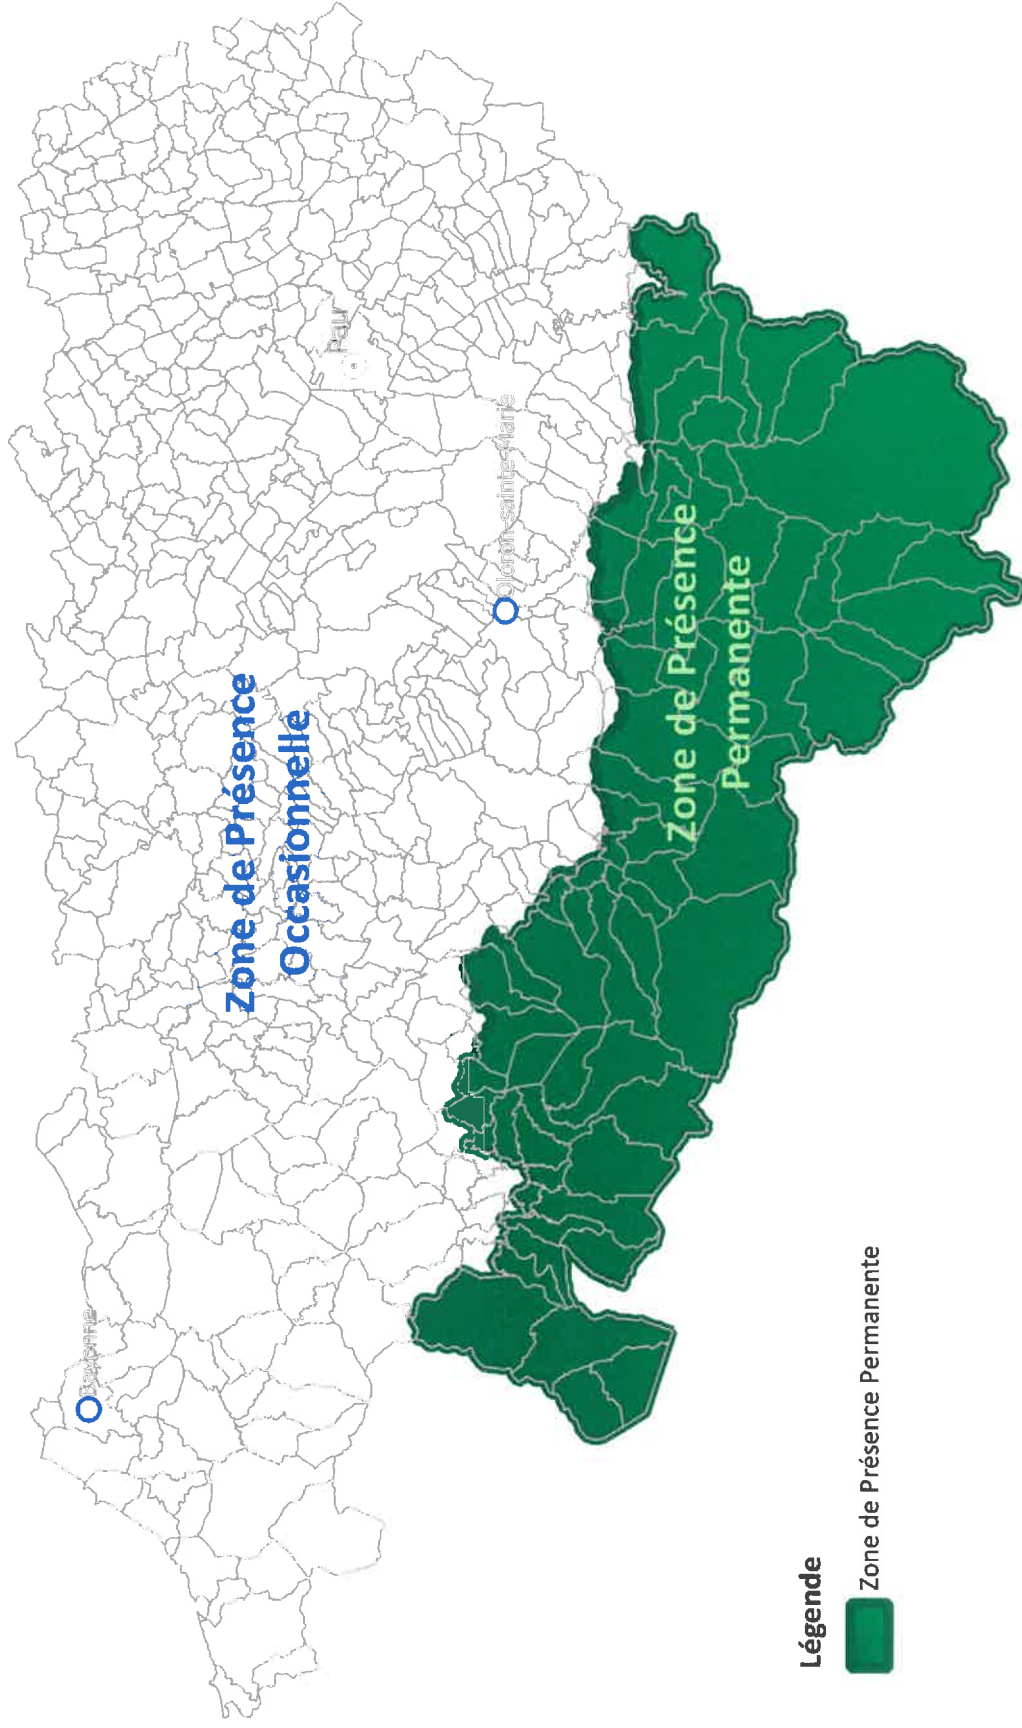 Bayonne
Zone de Présence
Occasionnelle
Pau
Oloron-sainte-Marie
Zone de Présence
Permanente
Légende
Zone de Présence Permanente